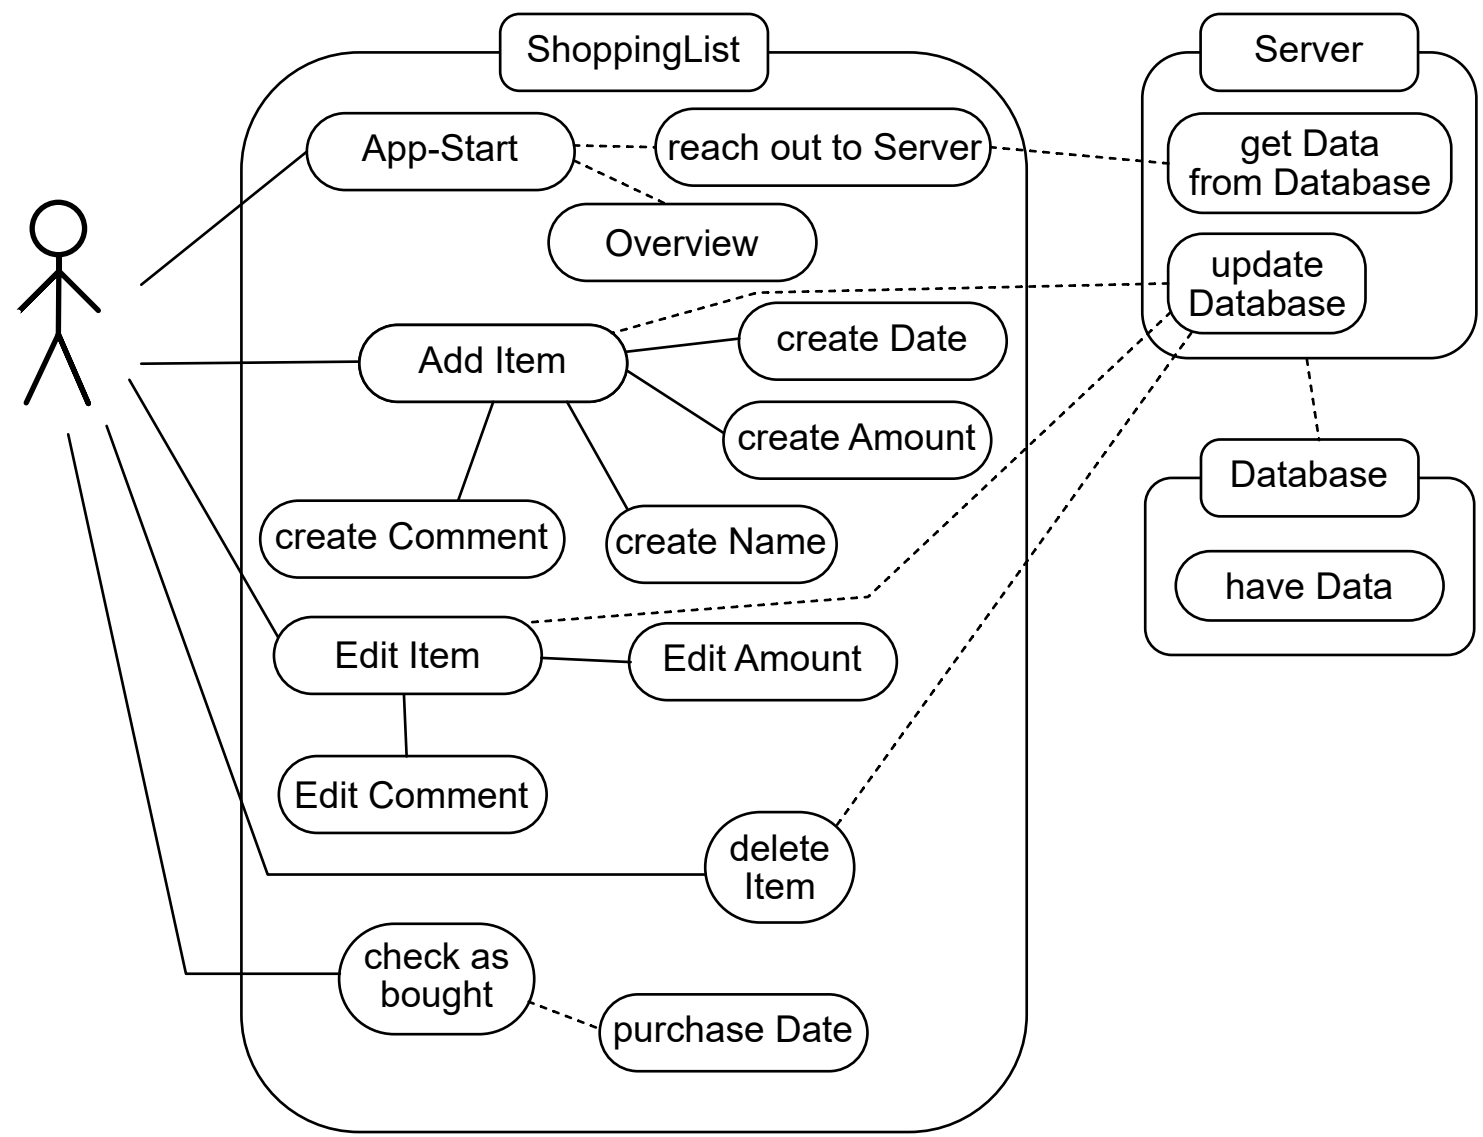 ShoppingList
Server
App-Start
reach out to Server
get Data
from Database
Overview
update
Database
Add Item
create Date
create Amount
Database
create Comment
create Name
have Data
Edit Item
Edit Amount
Edit Comment
delete
Item
check as
bought
purchase Date